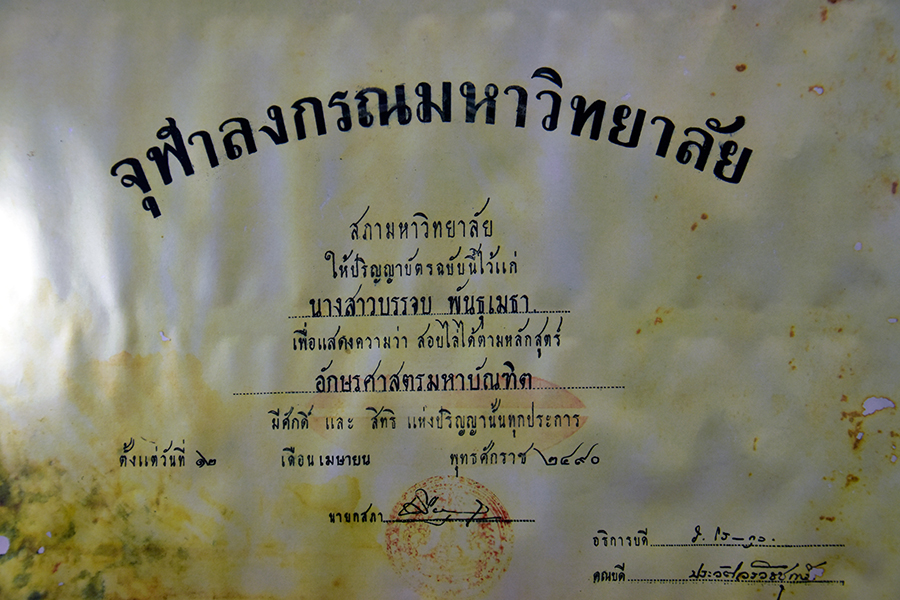 จุฬาลงกรณมหาวิทยาลัย
สภามหาวิทยาลัย
ให้ปริญญาบัตรฉบับนี้ไว้แก่
นางสาวบรรจบ พันธุเมธา
เพื่อแสดงความว่า สอบไล่ได้ตามหลักสูตร์
อักษรศาสตรมหาบัณฑิต
มีศักดิ์ และ สิทธิ แห่งปริญญานั้นทุกประการ
ตั้งแต่วันที่ ๑๒ เดือน เมษายน พุทธศักราช ๒๔๙๐
นายกสภา
อธิการบดี
คณบดี